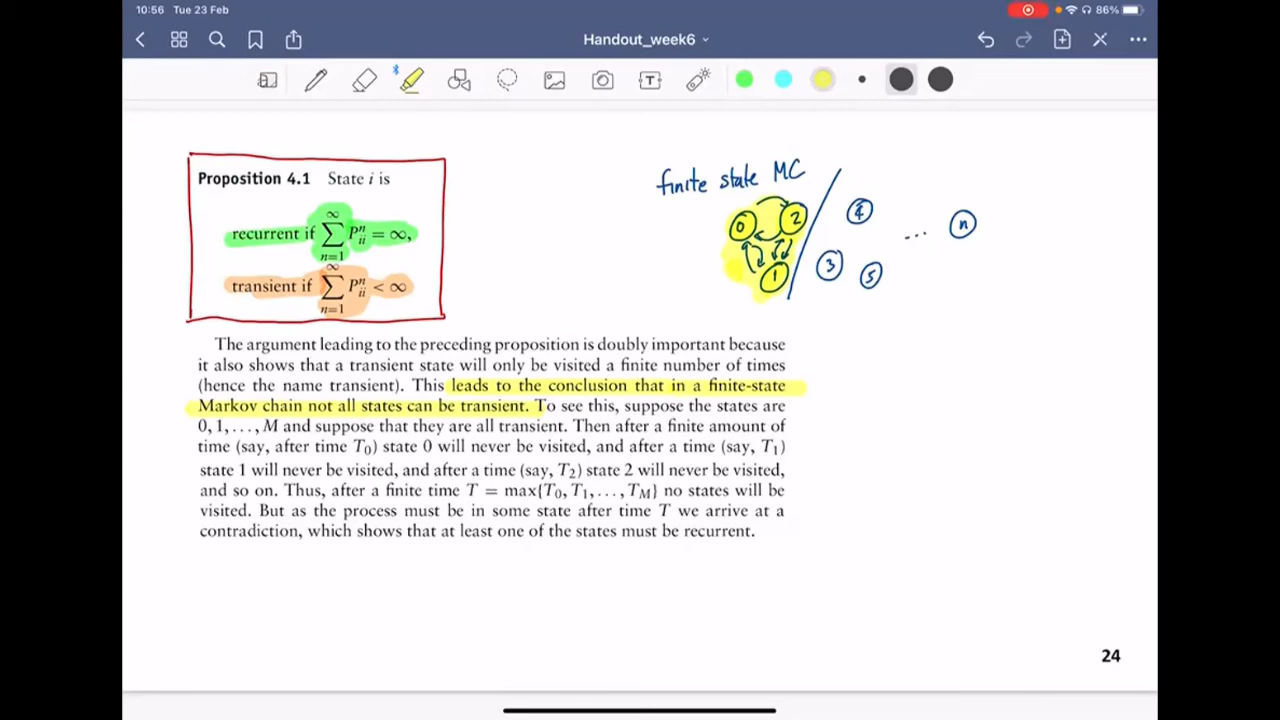 10:56 Tue 23 Feb
86%
Handout_week6
Proposition 4.1 State i is
recurrent if ∑_{n=1}^{∞} P_{ii}^{n} = ∞,
transient if ∑_{n=1}^{∞} P_{ii}^{n} < ∞
finite state MC
0 2 4 ... n
1 3 5
The argument leading to the preceding proposition is doubly important because
it also shows that a transient state will only be visited a finite number of times
(hence the name transient). This leads to the conclusion that in a finite-state
Markov chain not all states can be transient. To see this, suppose the states are
0, 1, . . . , M and suppose that they are all transient. Then after a finite amount of
time (say, after time T₀) state 0 will never be visited, and after a time (say, T₁)
state 1 will never be visited, and after a time (say, T₂) state 2 will never be visited,
and so on. Thus, after a finite time T = max{T₀, T₁, . . . , T_M} no states will be
visited. But as the process must be in some state after time T we arrive at a
contradiction, which shows that at least one of the states must be recurrent.
24